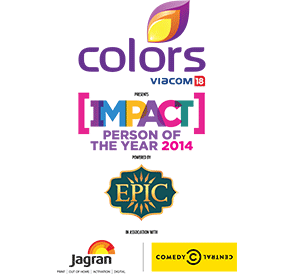 colors
VIACOM 18
PRESENTS
[IMPACT]
PERSON OF
THE YEAR 2014
POWERED BY
EPIC
IN ASSOCIATION WITH
Jagran
PRINT | OUT OF HOME | ACTIVATION | DIGITAL
COMEDY CENTRAL